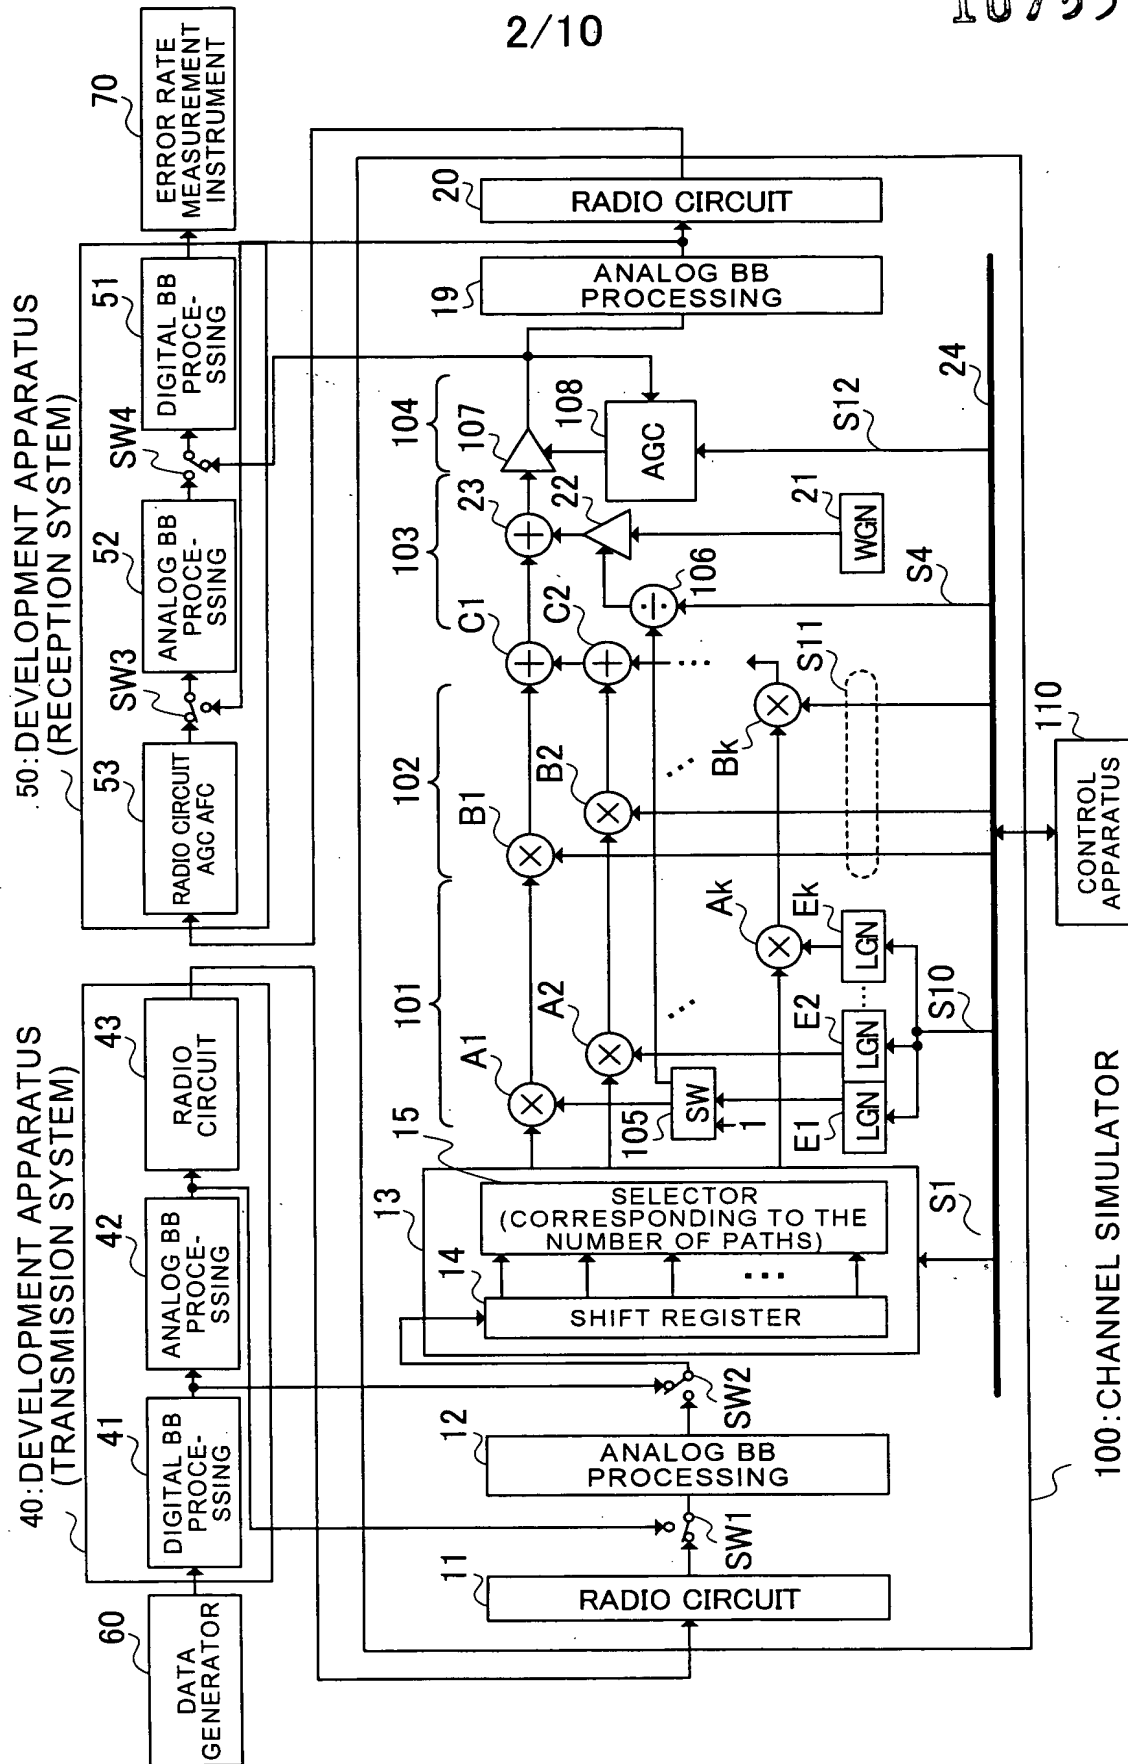 2/10
40:DEVELOPMENT APPARATUS
(TRANSMISSION SYSTEM)
50:DEVELOPMENT APPARATUS
(RECEPTION SYSTEM)
60
DATA
GENERATOR
41
DIGITAL BB
PROCE-
SSING
42
ANALOG BB
PROCE-
SSING
43
RADIO
CIRCUIT
53
RADIO CIRCUIT
AGC AFC
SW3
52
ANALOG BB
PROCE-
SSING
SW4
51
DIGITAL BB
PROCE-
SSING
70
ERROR RATE
MEASUREMENT
INSTRUMENT
11
RADIO CIRCUIT
SW1
12
ANALOG BB
PROCESSING
SW2
13
14
SHIFT REGISTER
...
15
SELECTOR
(CORRESPONDING TO THE
NUMBER OF PATHS)
101
102
103
104
A1
A2
...
Ak
B1
B2
...
Bk
C1
C2
...
105
SW
1
E1
LGN
E2
LGN
...
Ek
LGN
106
22
23
107
108
AGC
21
WGN
19
ANALOG BB
PROCESSING
20
RADIO CIRCUIT
S1
S10
S11
S4
S12
24
110
CONTROL
APPARATUS
100:CHANNEL SIMULATOR